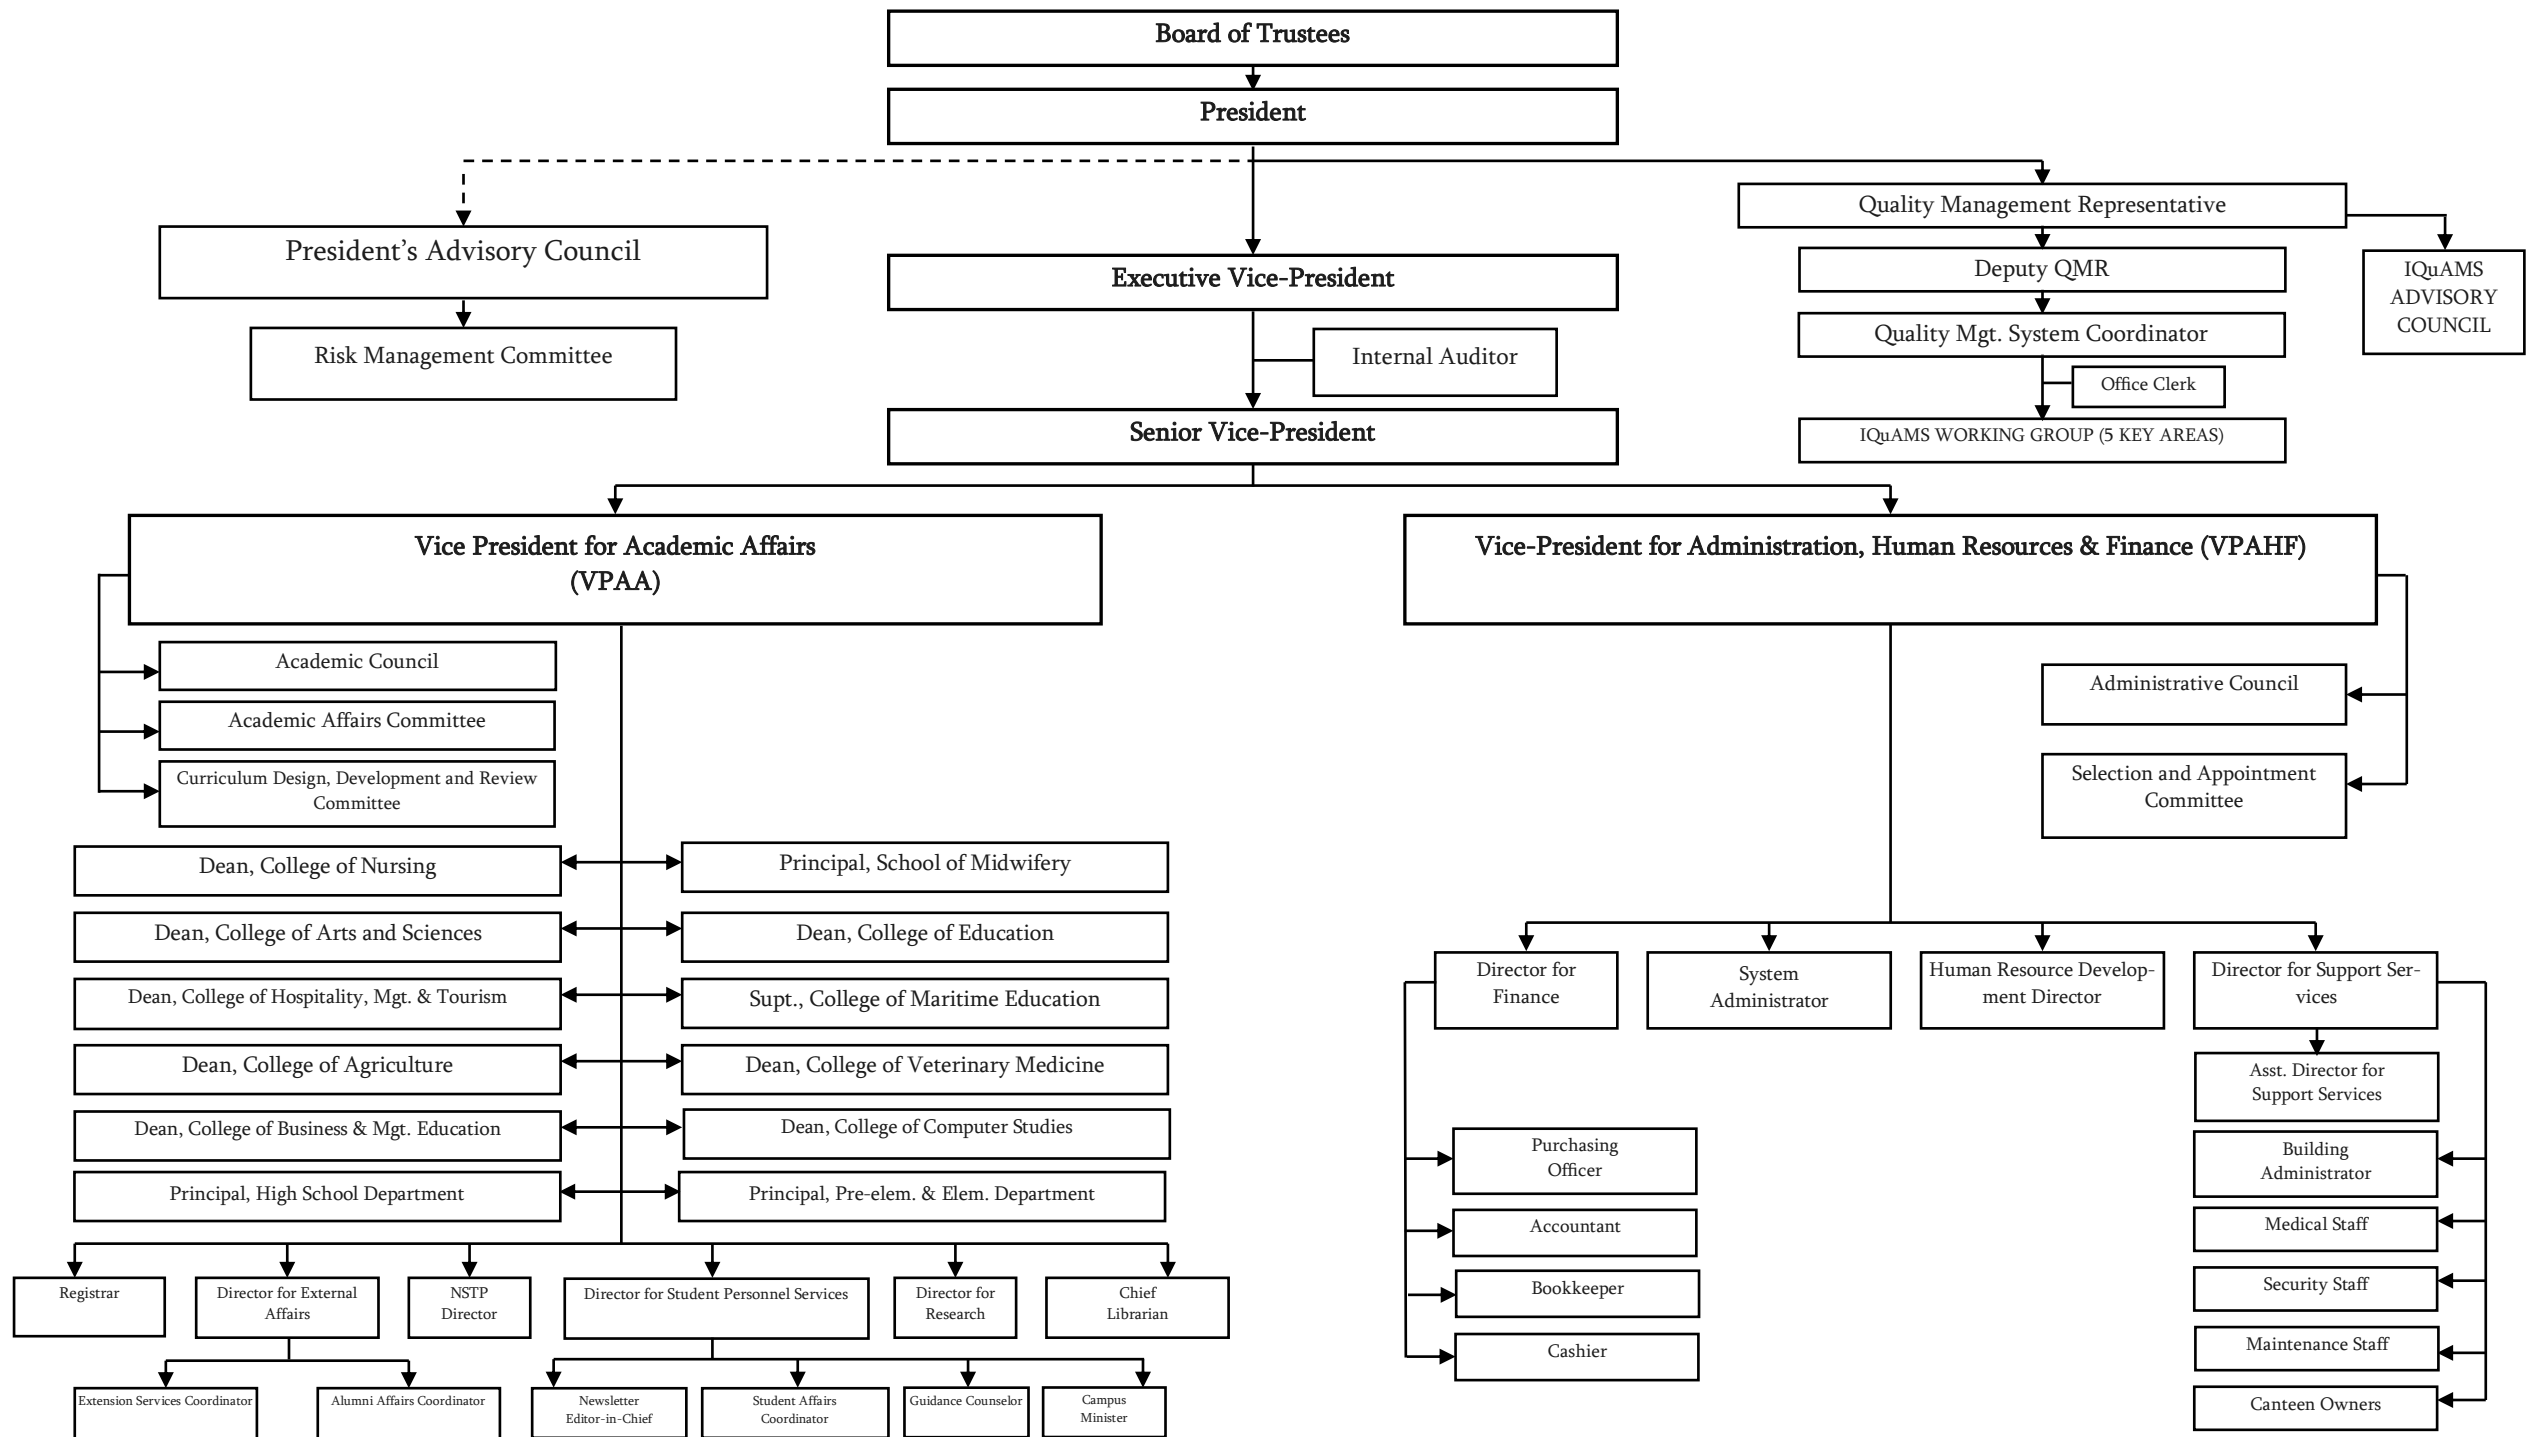 Board of Trustees
President
President’s Advisory Council
Risk Management Committee
Executive Vice-President
Internal Auditor
Senior Vice-President
Quality Management Representative
Deputy QMR
Quality Mgt. System Coordinator
Office Clerk
IQuAMS WORKING GROUP (5 KEY AREAS)
IQuAMS
ADVISORY
COUNCIL
Vice President for Academic Affairs
(VPAA)
Vice-President for Administration, Human Resources & Finance (VPAHF)
Academic Council
Academic Affairs Committee
Curriculum Design, Development and Review
Committee
Administrative Council
Selection and Appointment
Committee
Dean, College of Nursing
Principal, School of Midwifery
Dean, College of Arts and Sciences
Dean, College of Education
Dean, College of Hospitality, Mgt. & Tourism
Supt., College of Maritime Education
Dean, College of Agriculture
Dean, College of Veterinary Medicine
Dean, College of Business & Mgt. Education
Dean, College of Computer Studies
Principal, High School Department
Principal, Pre-elem. & Elem. Department
Registrar
Director for External
Affairs
NSTP
Director
Director for Student Personnel Services
Director for
Research
Chief
Librarian
Extension Services Coordinator
Alumni Affairs Coordinator
Newsletter
Editor-in-Chief
Student Affairs
Coordinator
Guidance Counselor
Campus
Minister
Director for
Finance
System
Administrator
Human Resource Develop-
ment Director
Director for Support Ser-
vices
Asst. Director for
Support Services
Purchasing
Officer
Accountant
Bookkeeper
Cashier
Building
Administrator
Medical Staff
Security Staff
Maintenance Staff
Canteen Owners